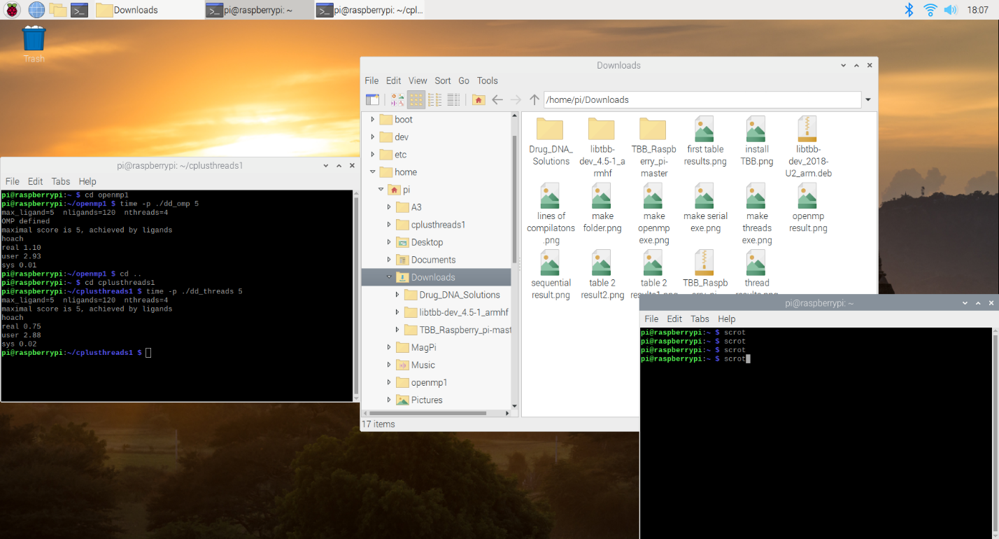 Downloads
pi@raspberrypi: ~
pi@raspberrypi: ~/cpl...
18:07
Trash
Downloads
File Edit View Sort Go Tools
/home/pi/Downloads
boot
dev
etc
home
pi
A3
cplusthreads1
Desktop
Documents
Downloads
Drug_DNA_Solutions
libtbb-dev_4.5-1_armhf
TBB_Raspberry_pi-mast
MagPi
Music
openmp1
Pictures
Drug_DNA_
Solutions
libtbb-
dev_4.5-1_a
rmhf
TBB_Raspb
erry_pi-
master
first table
results.png
install
TBB.png
libtbb-
dev_2018-
U2_arm.deb
lines of
compilatons
.png
make
folder.png
make
openmp
exe.png
make serial
exe.png
make
threads
exe.png
openmp
result.png
sequential
result.png
table 2
result2.png
table 2
results1.png
TBB_Raspb
erry_pi-
thread
results.png
17 items
pi@raspberrypi: ~/cplusthreads1
File Edit Tabs Help
pi@raspberrypi:~ $ cd openmp1
pi@raspberrypi:~/openmp1 $ time -p ./dd_omp 5
max_ligand=5  nligands=120  nthreads=4
OMP defined
maximal score is 5, achieved by ligands
hoach
real 1.10
user 2.93
sys 0.01
pi@raspberrypi:~/openmp1 $ cd ..
pi@raspberrypi:~ $ cd cplusthreads1
pi@raspberrypi:~/cplusthreads1 $ time -p ./dd_threads 5
max_ligand=5  nligands=120  nthreads=4
maximal score is 5, achieved by ligands
hoach
real 0.75
user 2.88
sys 0.02
pi@raspberrypi:~/cplusthreads1 $
pi@raspberrypi: ~
File Edit Tabs Help
pi@raspberrypi:~ $ scrot
pi@raspberrypi:~ $ scrot
pi@raspberrypi:~ $ scrot
pi@raspberrypi:~ $ scrot